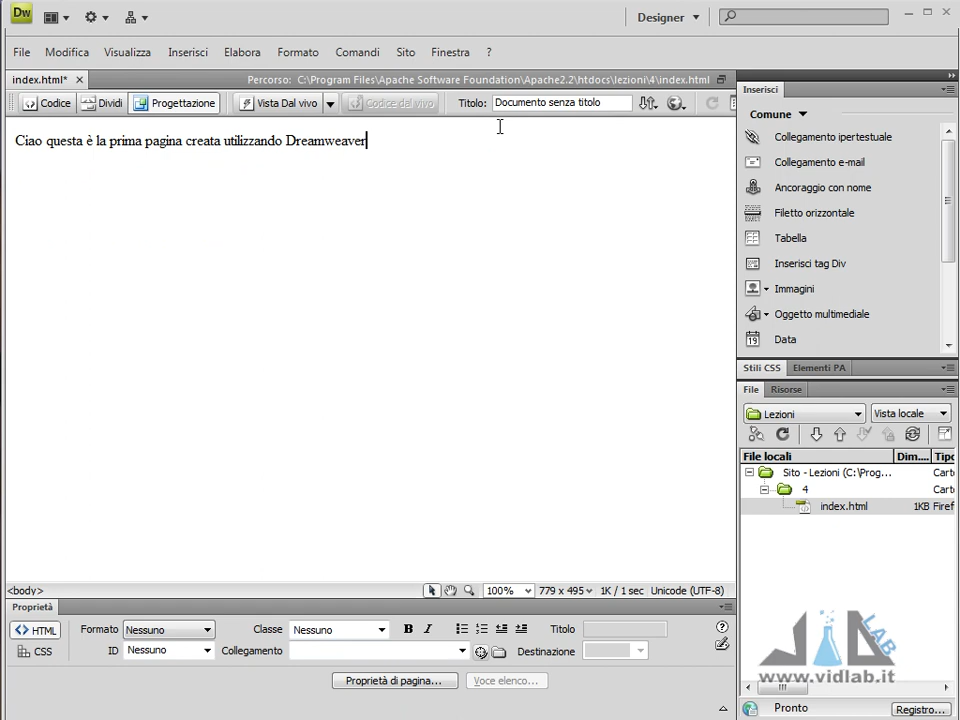 Dw
Designer
File Modifica Visualizza Inserisci Elabora Formato Comandi Sito Finestra ?
index.html* Percorso: C:\Program Files\Apache Software Foundation\Apache2.2\htdocs\lezioni\4\index.html
Codice Dividi Progettazione Vista Dal vivo Codice dal vivo Titolo: Documento senza titolo
Ciao questa è la prima pagina creata utilizzando Dreamweaver
Inserisci
Comune
Collegamento ipertestuale
Collegamento e-mail
Ancoraggio con nome
Filetto orizzontale
Tabella
Inserisci tag Div
Immagini
Oggetto multimediale
Data
Stili CSS Elementi PA
File Risorse
Lezioni Vista locale
File locali Dim... Tipo
Sito - Lezioni (C:\Prog... Cart
4 Cart
index.html 1KB Firef
<body> 100% 779 x 495 1K / 1 sec Unicode (UTF-8)
Proprietà
HTML Formato Nessuno Classe Nessuno B I Titolo
CSS ID Nessuno Collegamento Destinazione
Proprietà di pagina... Voce elenco...
LAB
www.vidlab.it
Pronto Registro...